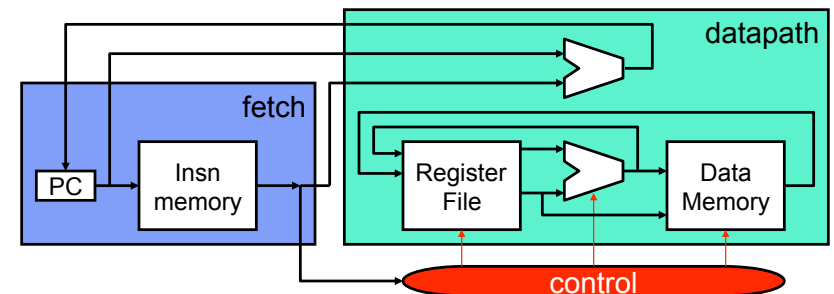 datapath
fetch
PC
Insn
memory
Register
File
Data
Memory
control